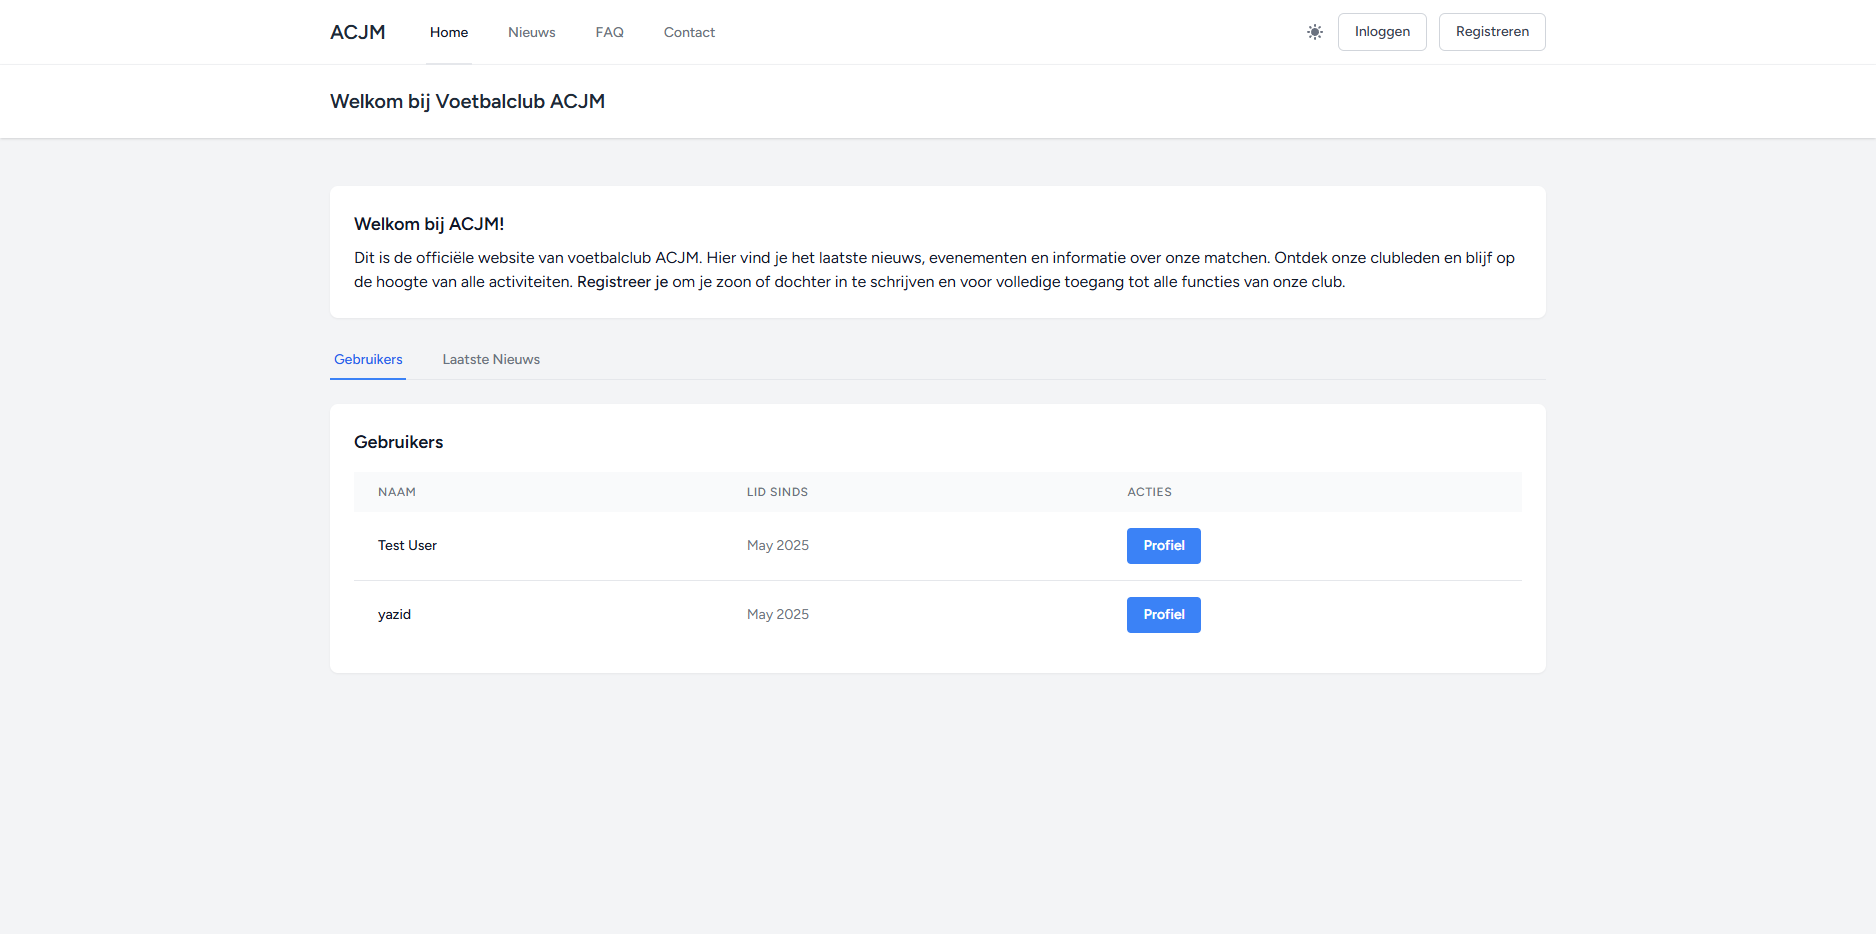 ACJM Home Nieuws FAQ Contact Inloggen Registreren
Welkom bij Voetbalclub ACJM
Welkom bij ACJM!
Dit is de officiële website van voetbalclub ACJM. Hier vind je het laatste nieuws, evenementen en informatie over onze matchen. Ontdek onze clubleden en blijf op
de hoogte van alle activiteiten. Registreer je om je zoon of dochter in te schrijven en voor volledige toegang tot alle functies van onze club.
Gebruikers Laatste Nieuws
Gebruikers
NAAM LID SINDS ACTIES
Test User May 2025 Profiel
yazid May 2025 Profiel